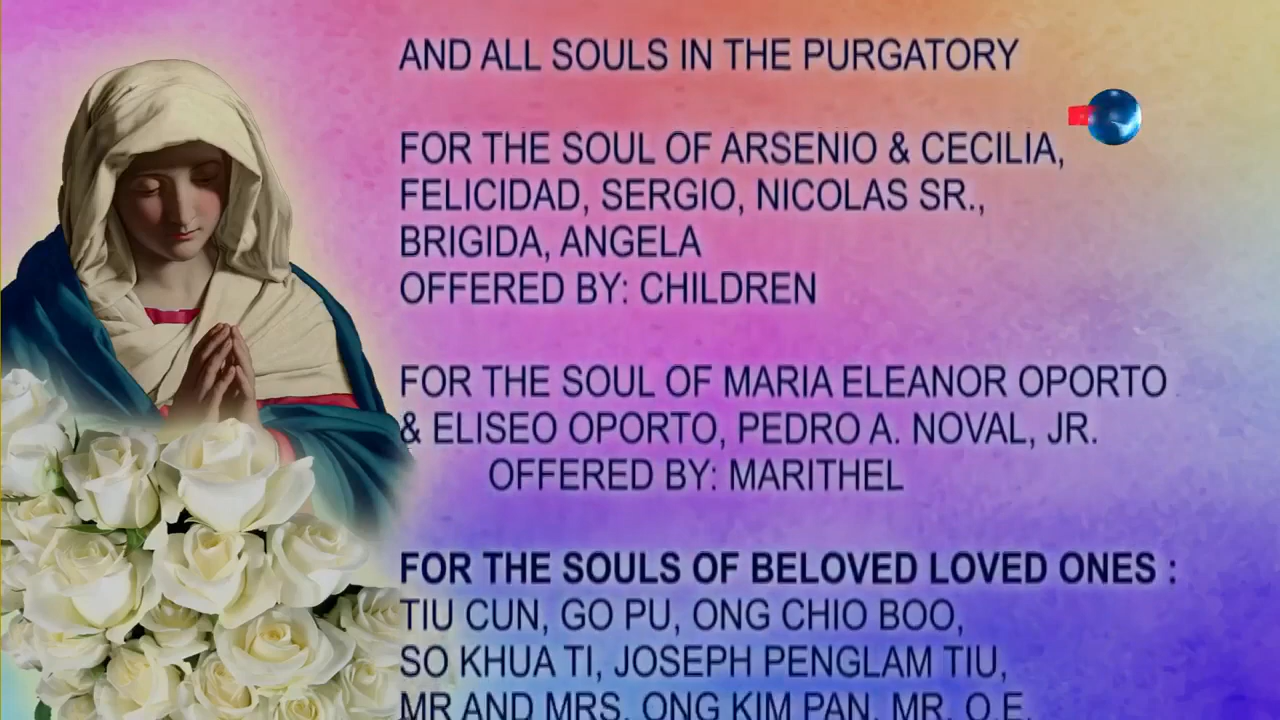 AND ALL SOULS IN THE PURGATORY
FOR THE SOUL OF ARSENIO & CECILIA,
FELICIDAD, SERGIO, NICOLAS SR.,
BRIGIDA, ANGELA
OFFERED BY: CHILDREN
FOR THE SOUL OF MARIA ELEANOR OPORTO
& ELISEO OPORTO, PEDRO A. NOVAL, JR.
OFFERED BY: MARITHEL
FOR THE SOULS OF BELOVED LOVED ONES :
TIU CUN, GO PU, ONG CHIO BOO,
SO KHUA TI, JOSEPH PENGLAM TIU,
MR AND MRS. ONG KIM PAN, MR. O.E.